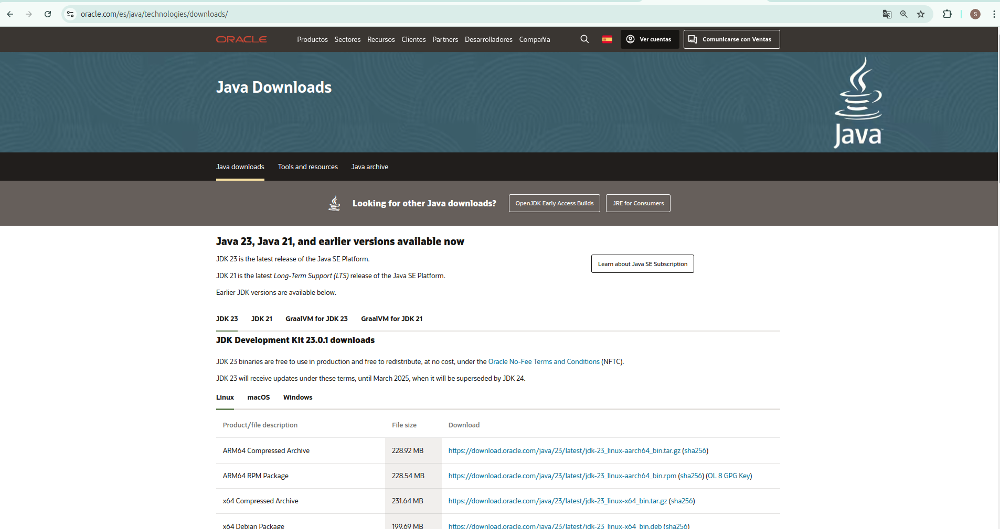 oracle.com/es/java/technologies/downloads/
S
ORACLE
Productos Sectores Recursos Clientes Partners Desarrolladores Compañía
Ver cuentas
Comunicarse con Ventas
Java Downloads
Java
Java downloads Tools and resources Java archive
Looking for other Java downloads? OpenJDK Early Access Builds JRE for Consumers
Java 23, Java 21, and earlier versions available now
JDK 23 is the latest release of the Java SE Platform.
Learn about Java SE Subscription
JDK 21 is the latest Long-Term Support (LTS) release of the Java SE Platform.
Earlier JDK versions are available below.
JDK 23 JDK 21 GraalVM for JDK 23 GraalVM for JDK 21
JDK Development Kit 23.0.1 downloads
JDK 23 binaries are free to use in production and free to redistribute, at no cost, under the Oracle No-Fee Terms and Conditions (NFTC).
JDK 23 will receive updates under these terms, until March 2025, when it will be superseded by JDK 24.
Linux macOS Windows
Product/file description File size Download
ARM64 Compressed Archive 228.92 MB https://download.oracle.com/java/23/latest/jdk-23_linux-aarch64_bin.tar.gz (sha256)
ARM64 RPM Package 228.54 MB https://download.oracle.com/java/23/latest/jdk-23_linux-aarch64_bin.rpm (sha256) (OL 8 GPG Key)
x64 Compressed Archive 231.64 MB https://download.oracle.com/java/23/latest/jdk-23_linux-x64_bin.tar.gz (sha256)
x64 Debian Package 199.69 MB https://download.oracle.com/java/23/latest/jdk-23_linux-x64_bin.deb (sha256)